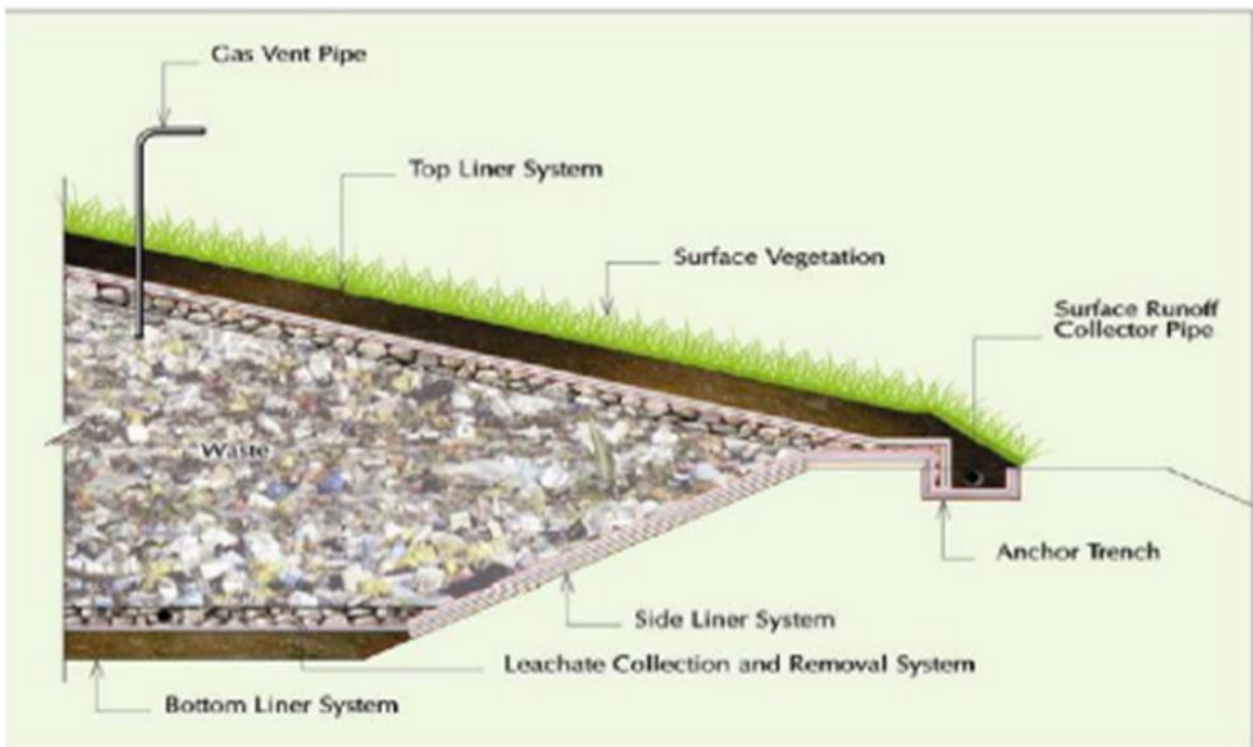 Gas Vent Pipe
Top Liner System
Surface Vegetation
Surface Runoff
Collector Pipe
Waste
Anchor Trench
Side Liner System
Leachate Collection and Removal System
Bottom Liner System